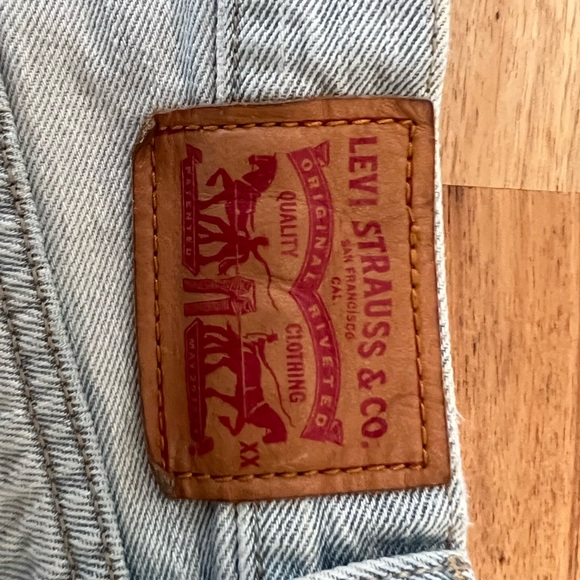 LEVI STRAUSS & CO.
SAN FRANCISCO
CAL
ORIGINAL RIVETED
QUALITY CLOTHING
PATENTED
XX